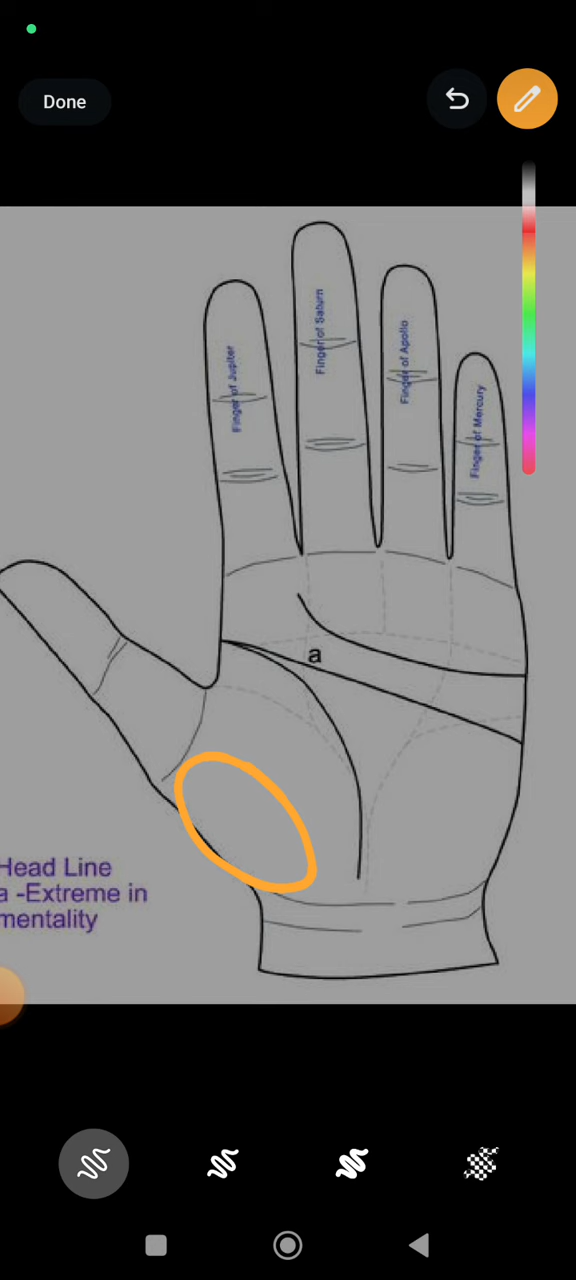 Done
Finger of Jupiter
Finger of Saturn
Finger of Apollo
Finger of Mercury
a
Head Line
a -Extreme in
mentality